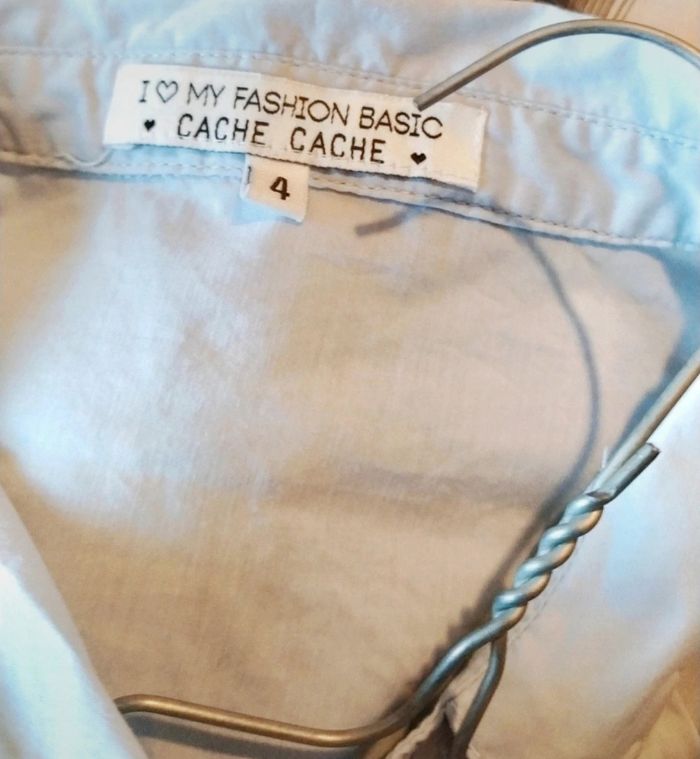 I ♡ MY FASHION BASIC
♥ CACHE CACHE ♥
4